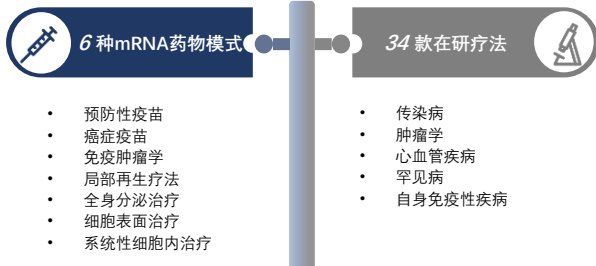 6 种mRNA药物模式
• 预防性疫苗
• 癌症疫苗
• 免疫肿瘤学
• 局部再生疗法
• 全身分泌治疗
• 细胞表面治疗
• 系统性细胞内治疗
34 款在研疗法
• 传染病
• 肿瘤学
• 心血管疾病
• 罕见病
• 自身免疫性疾病